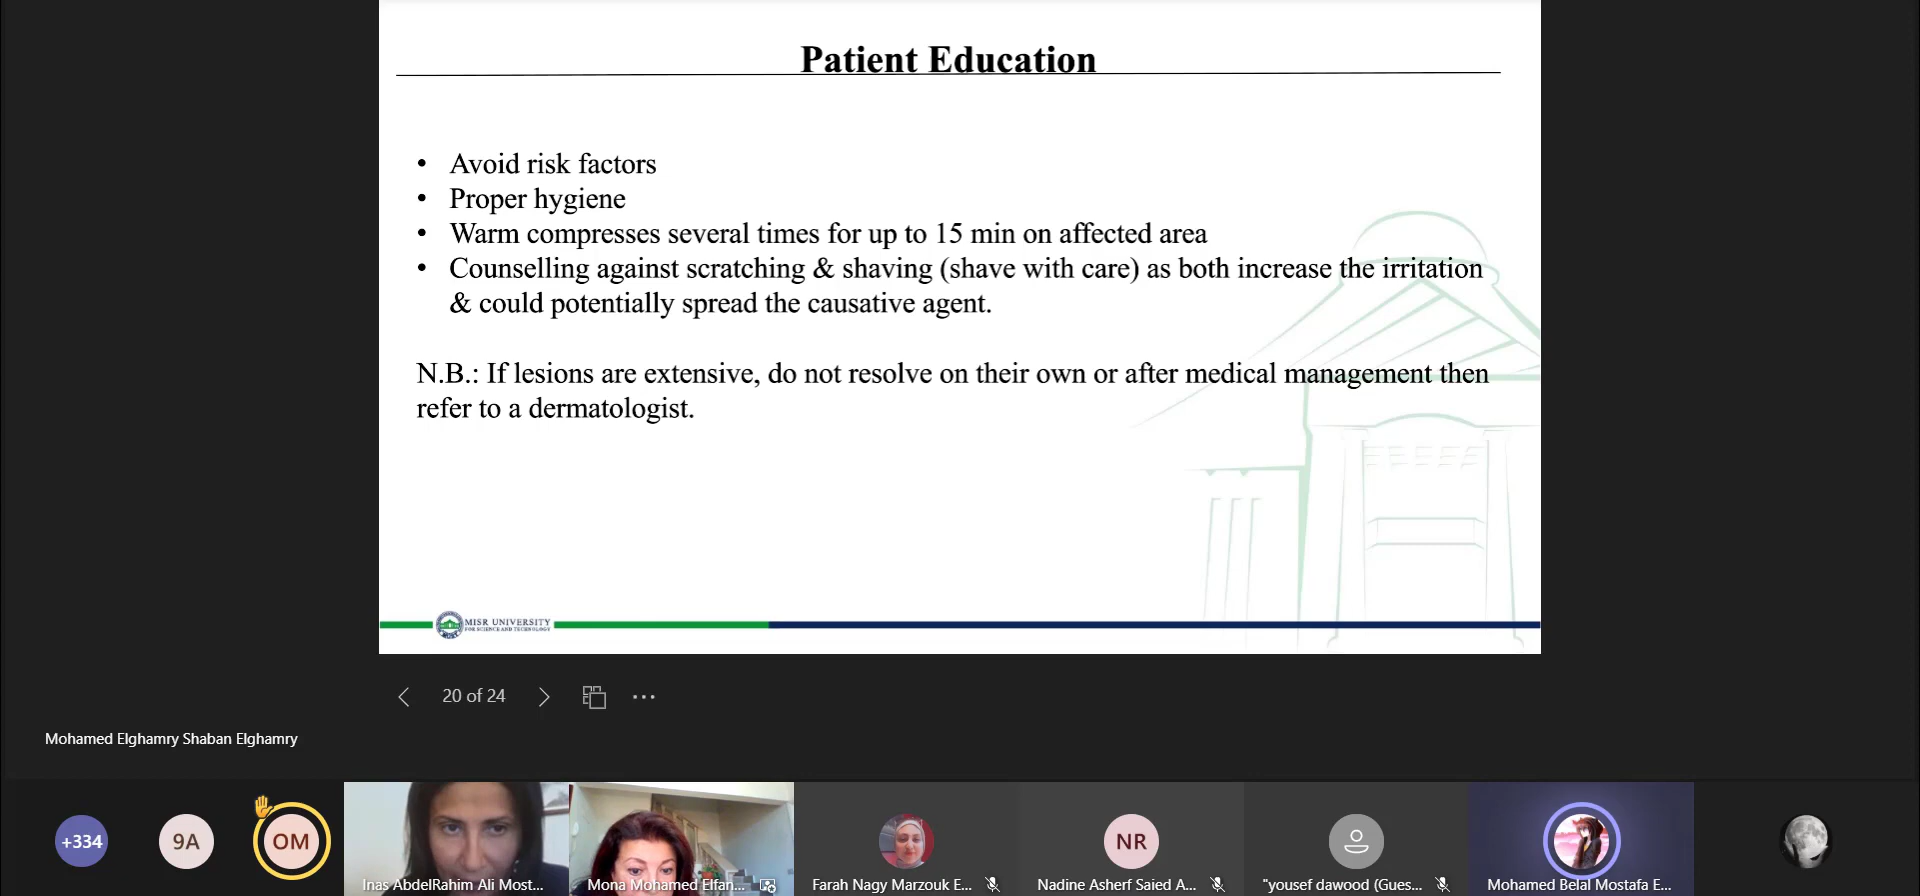 Patient Education
• Avoid risk factors
• Proper hygiene
• Warm compresses several times for up to 15 min on affected area
• Counselling against scratching & shaving (shave with care) as both increase the irritation
& could potentially spread the causative agent.
N.B.: If lesions are extensive, do not resolve on their own or after medical management then
refer to a dermatologist.
MISR UNIVERSITY
FOR SCIENCE AND TECHNOLOGY
20 of 24
Mohamed Elghamry Shaban Elghamry
+334
9A
OM
Inas AbdelRahim Ali Most...
Mona Mohamed Elfan...
Farah Nagy Marzouk E...
NR
Nadine Asherf Saied A...
"yousef dawood (Gues...
Mohamed Belal Mostafa E...